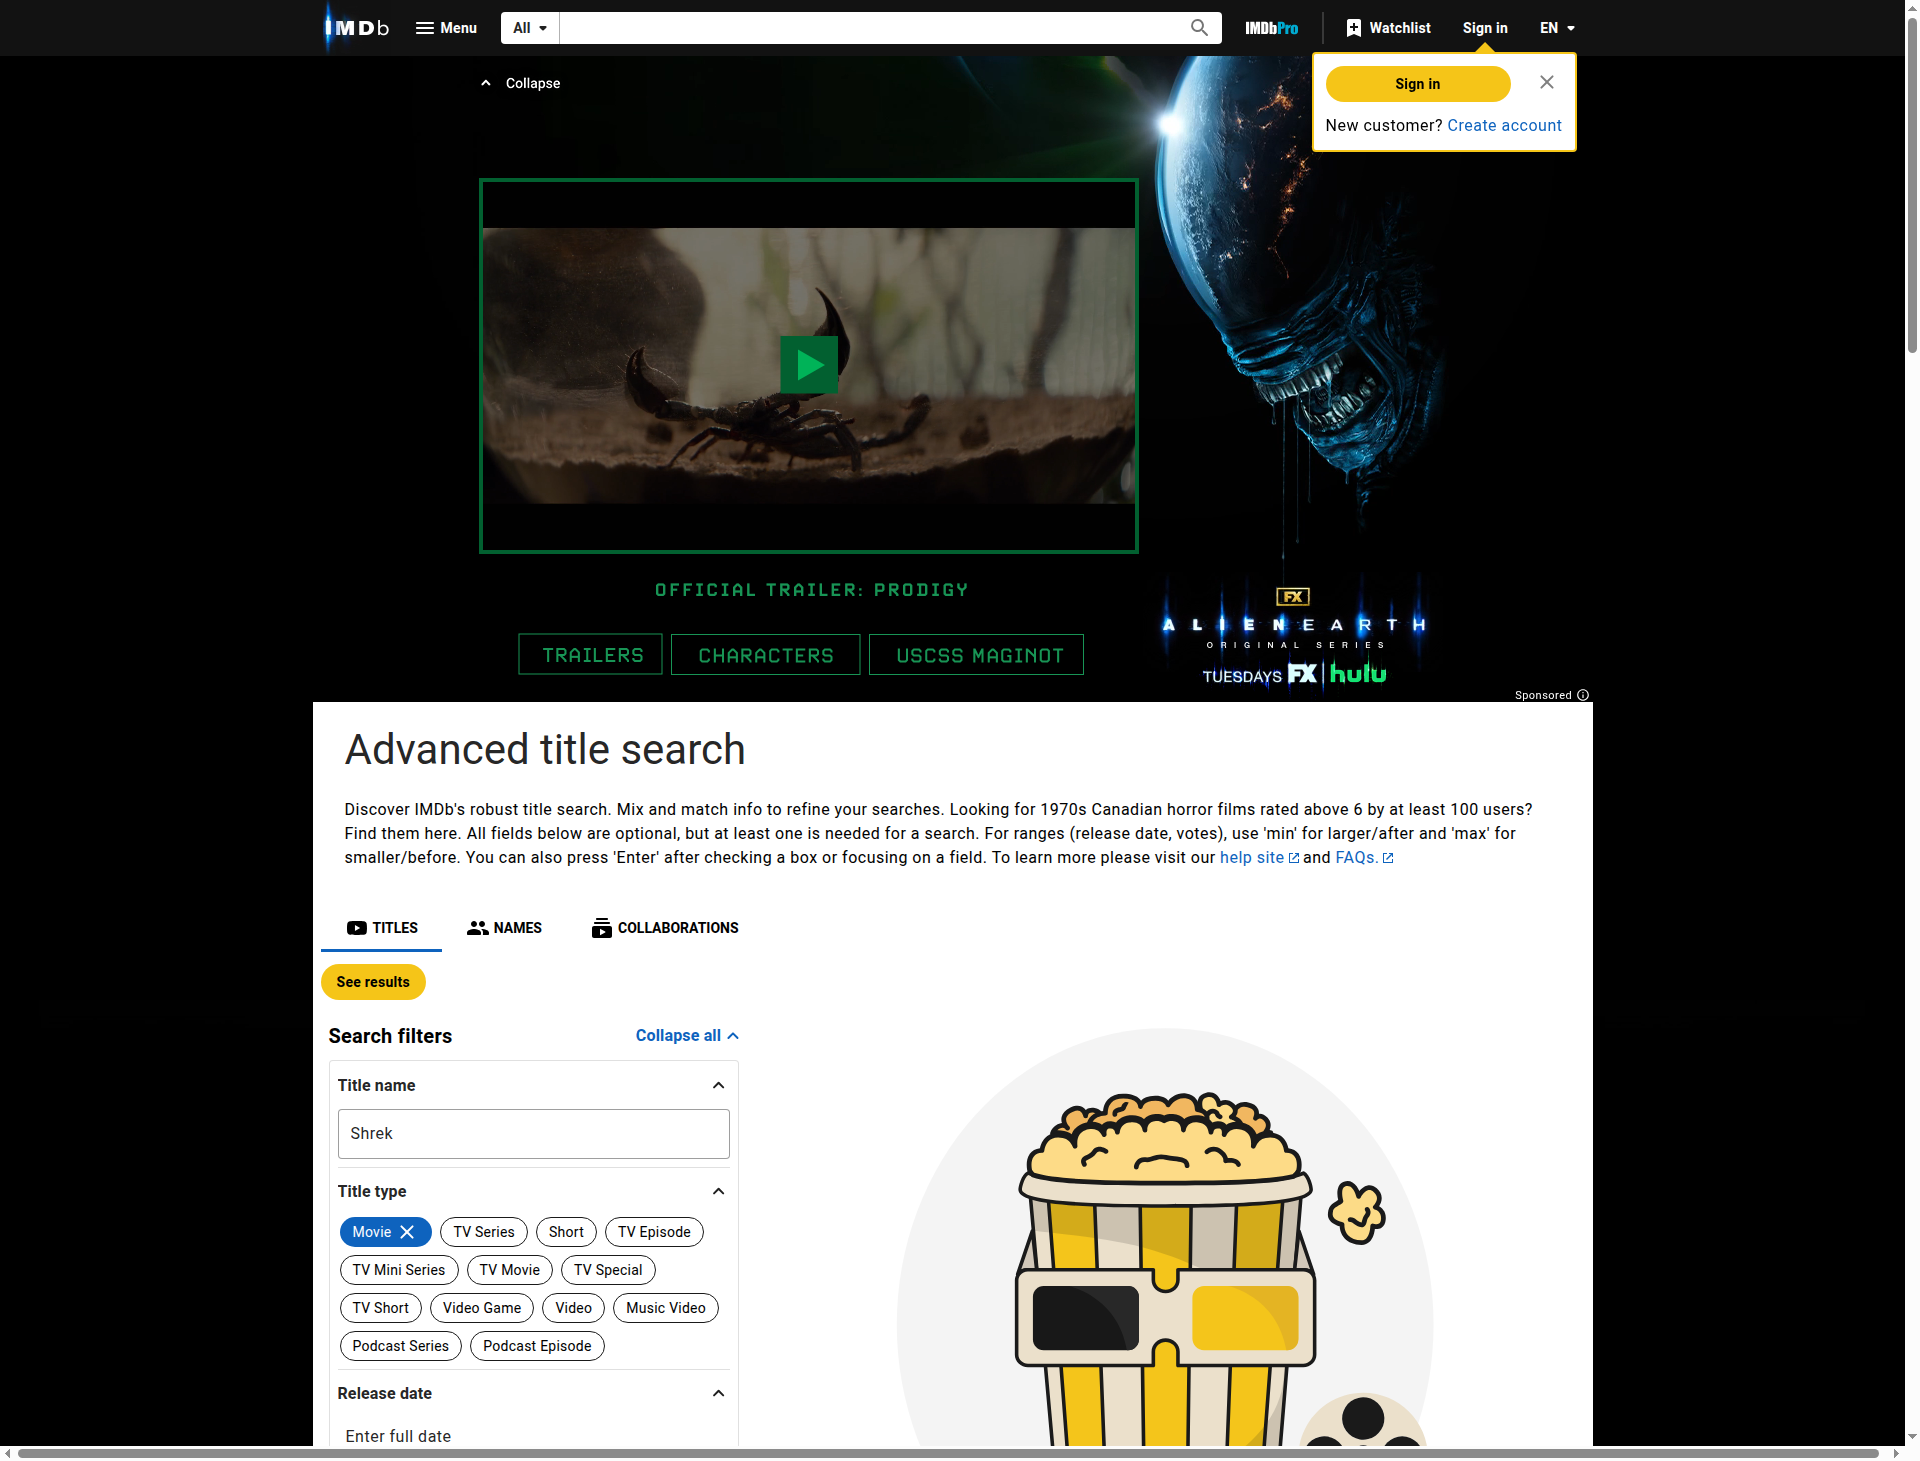 IMDb
Menu
All
IMDbPro
Watchlist
Sign in
EN
Collapse
Sign in
New customer? Create account
OFFICIAL TRAILER: PRODIGY
TRAILERS
CHARACTERS
USCSS MAGINOT
FX
ALIEN EARTH
ORIGINAL SERIES
TUESDAYS FX | hulu
Sponsored
Advanced title search
Discover IMDb's robust title search. Mix and match info to refine your searches. Looking for 1970s Canadian horror films rated above 6 by at least 100 users?
Find them here. All fields below are optional, but at least one is needed for a search. For ranges (release date, votes), use 'min' for larger/after and 'max' for
smaller/before. You can also press 'Enter' after checking a box or focusing on a field. To learn more please visit our help site and FAQs.
TITLES
NAMES
COLLABORATIONS
See results
Search filters
Collapse all
Title name
Shrek
Title type
Movie
TV Series
Short
TV Episode
TV Mini Series
TV Movie
TV Special
TV Short
Video Game
Video
Music Video
Podcast Series
Podcast Episode
Release date
Enter full date